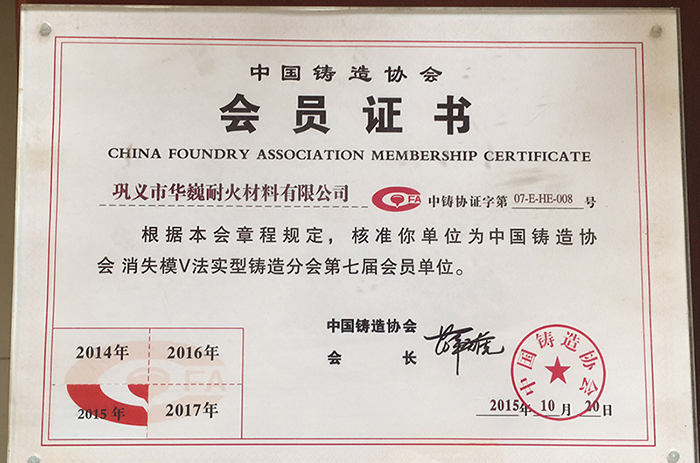 中国铸造协会
会员证书
CHINA FOUNDRY ASSOCIATION MEMBERSHIP CERTIFICATE
巩义市华巍耐火材料有限公司 CFA 中铸协证字第 07-E-HE-008 号
根据本会章程规定，核准你单位为中国铸造协
会 消失模V法实型铸造分会第七届会员单位。
中国铸造协会
会 长
2014年 2016年
CFA
2015年 2017年
中国铸造协会
2015年 10 月 20日